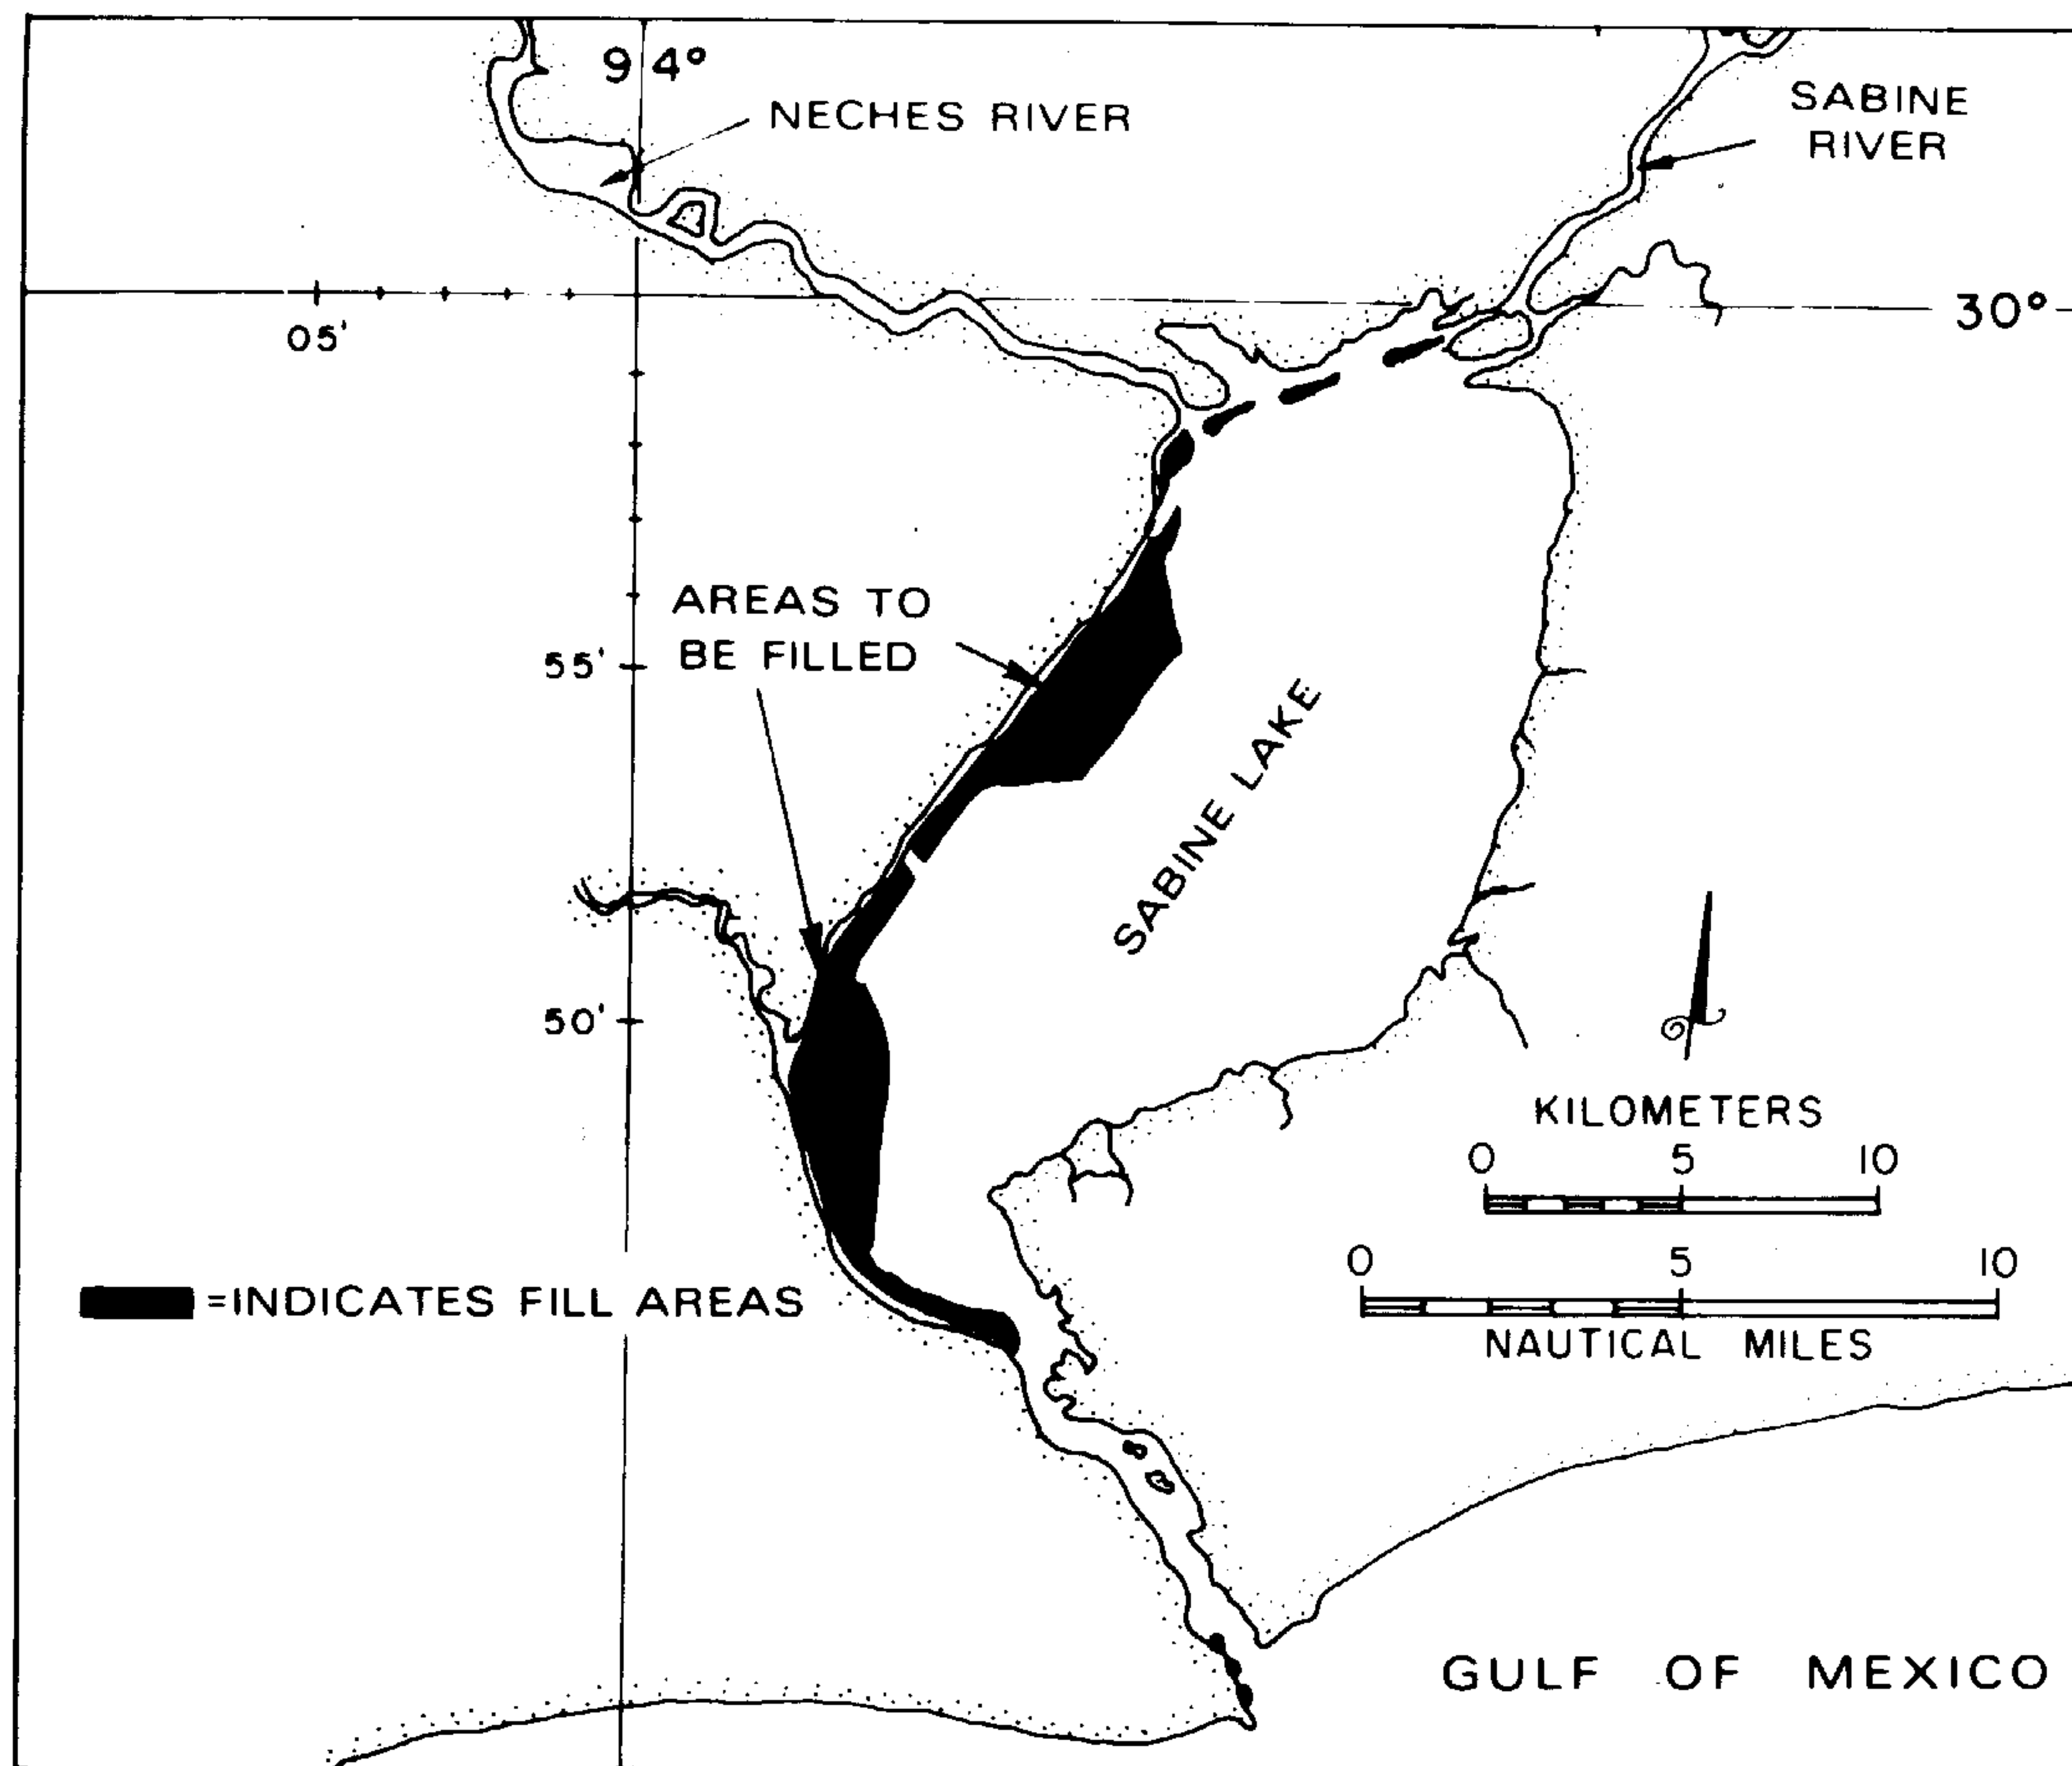 94°
NECHES RIVER
SABINE
RIVER
30°
05'
AREAS TO
BE FILLED
55'
SABINE LAKE
50'
KILOMETERS
0 5 10
0 5 10
NAUTICAL MILES
=INDICATES FILL AREAS
GULF OF MEXICO